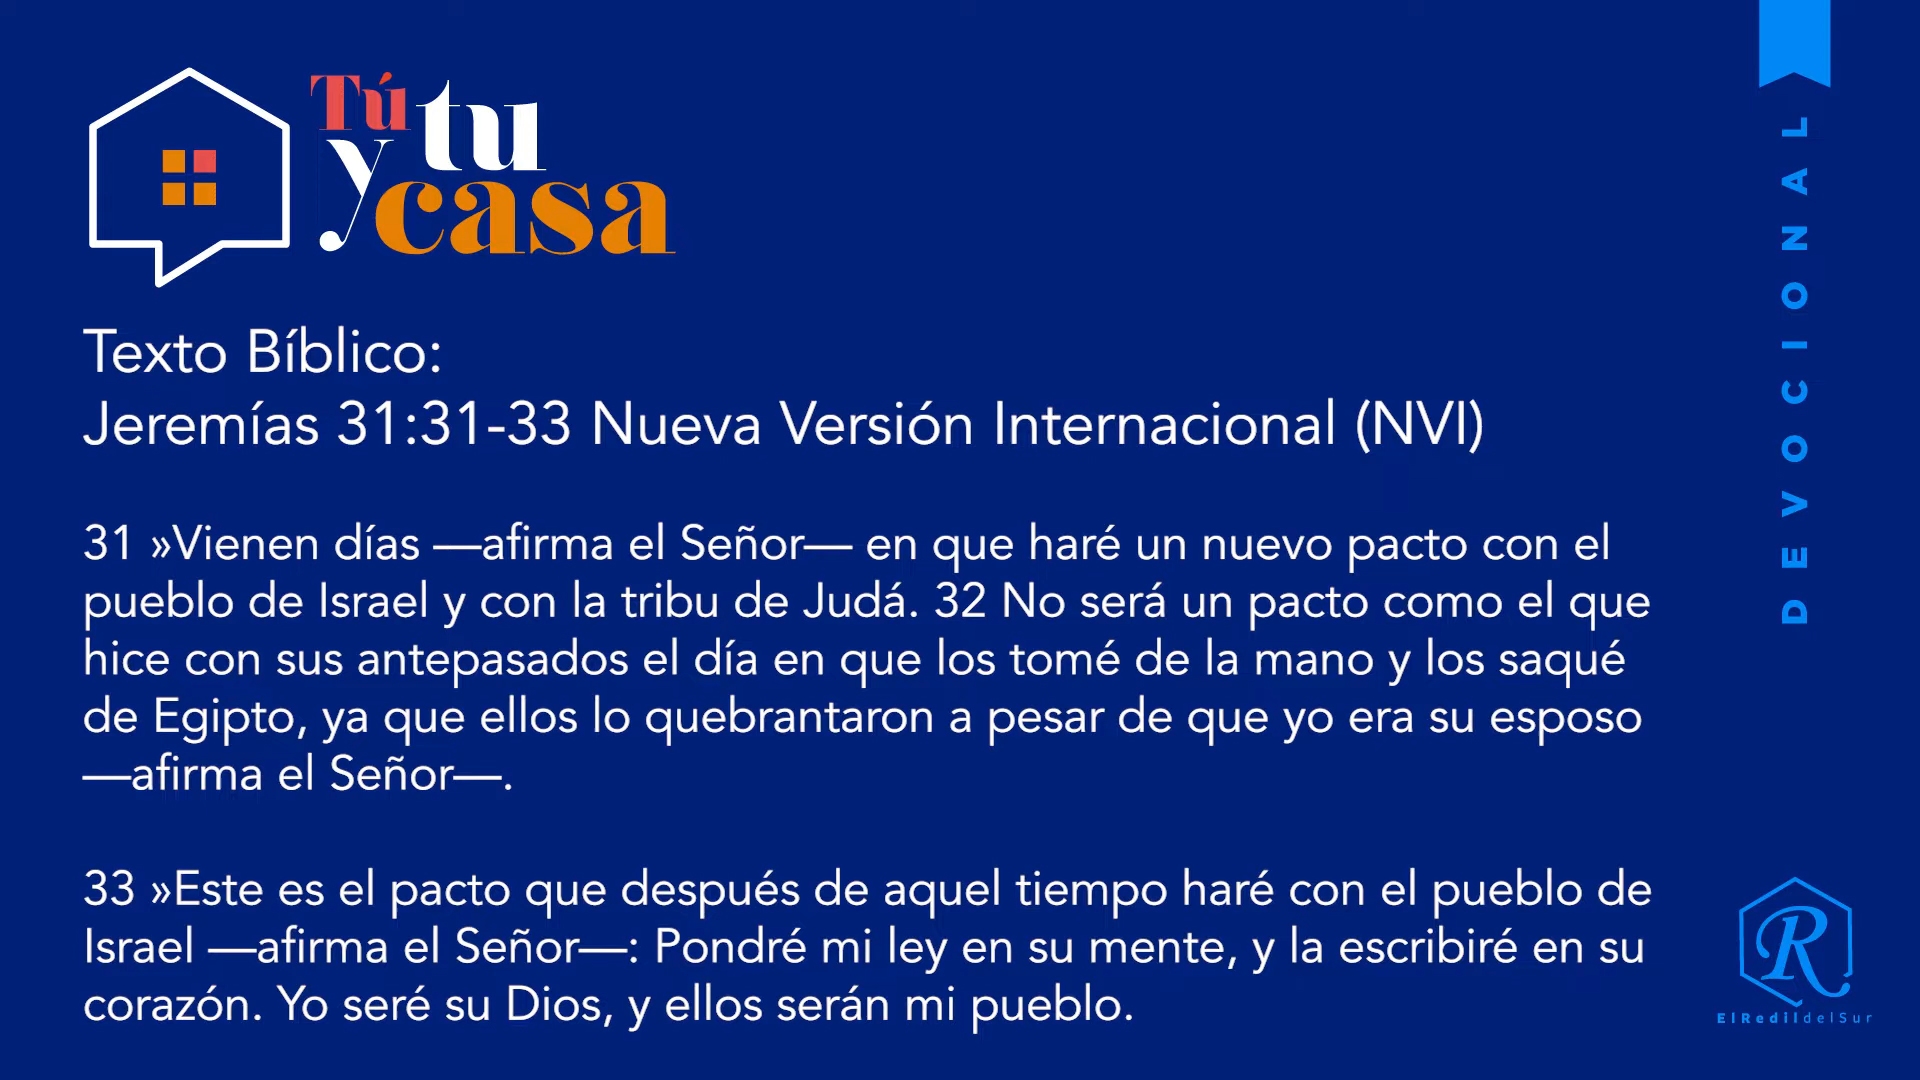 Tú tu
y casa
Texto Bíblico:
Jeremías 31:31-33 Nueva Versión Internacional (NVI)
31 »Vienen días —afirma el Señor— en que haré un nuevo pacto con el
pueblo de Israel y con la tribu de Judá. 32 No será un pacto como el que
hice con sus antepasados el día en que los tomé de la mano y los saqué
de Egipto, ya que ellos lo quebrantaron a pesar de que yo era su esposo
—afirma el Señor—.
33 »Este es el pacto que después de aquel tiempo haré con el pueblo de
Israel —afirma el Señor—: Pondré mi ley en su mente, y la escribiré en su
corazón. Yo seré su Dios, y ellos serán mi pueblo.
DEVOCIONAL
R
ElRedildelSur